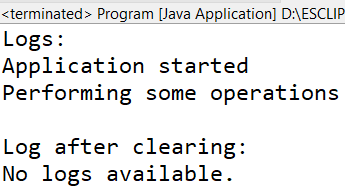 <terminated> Program [Java Application] D:\ESCLIP
Logs:
Application started
Performing some operations

Log after clearing:
No logs available.